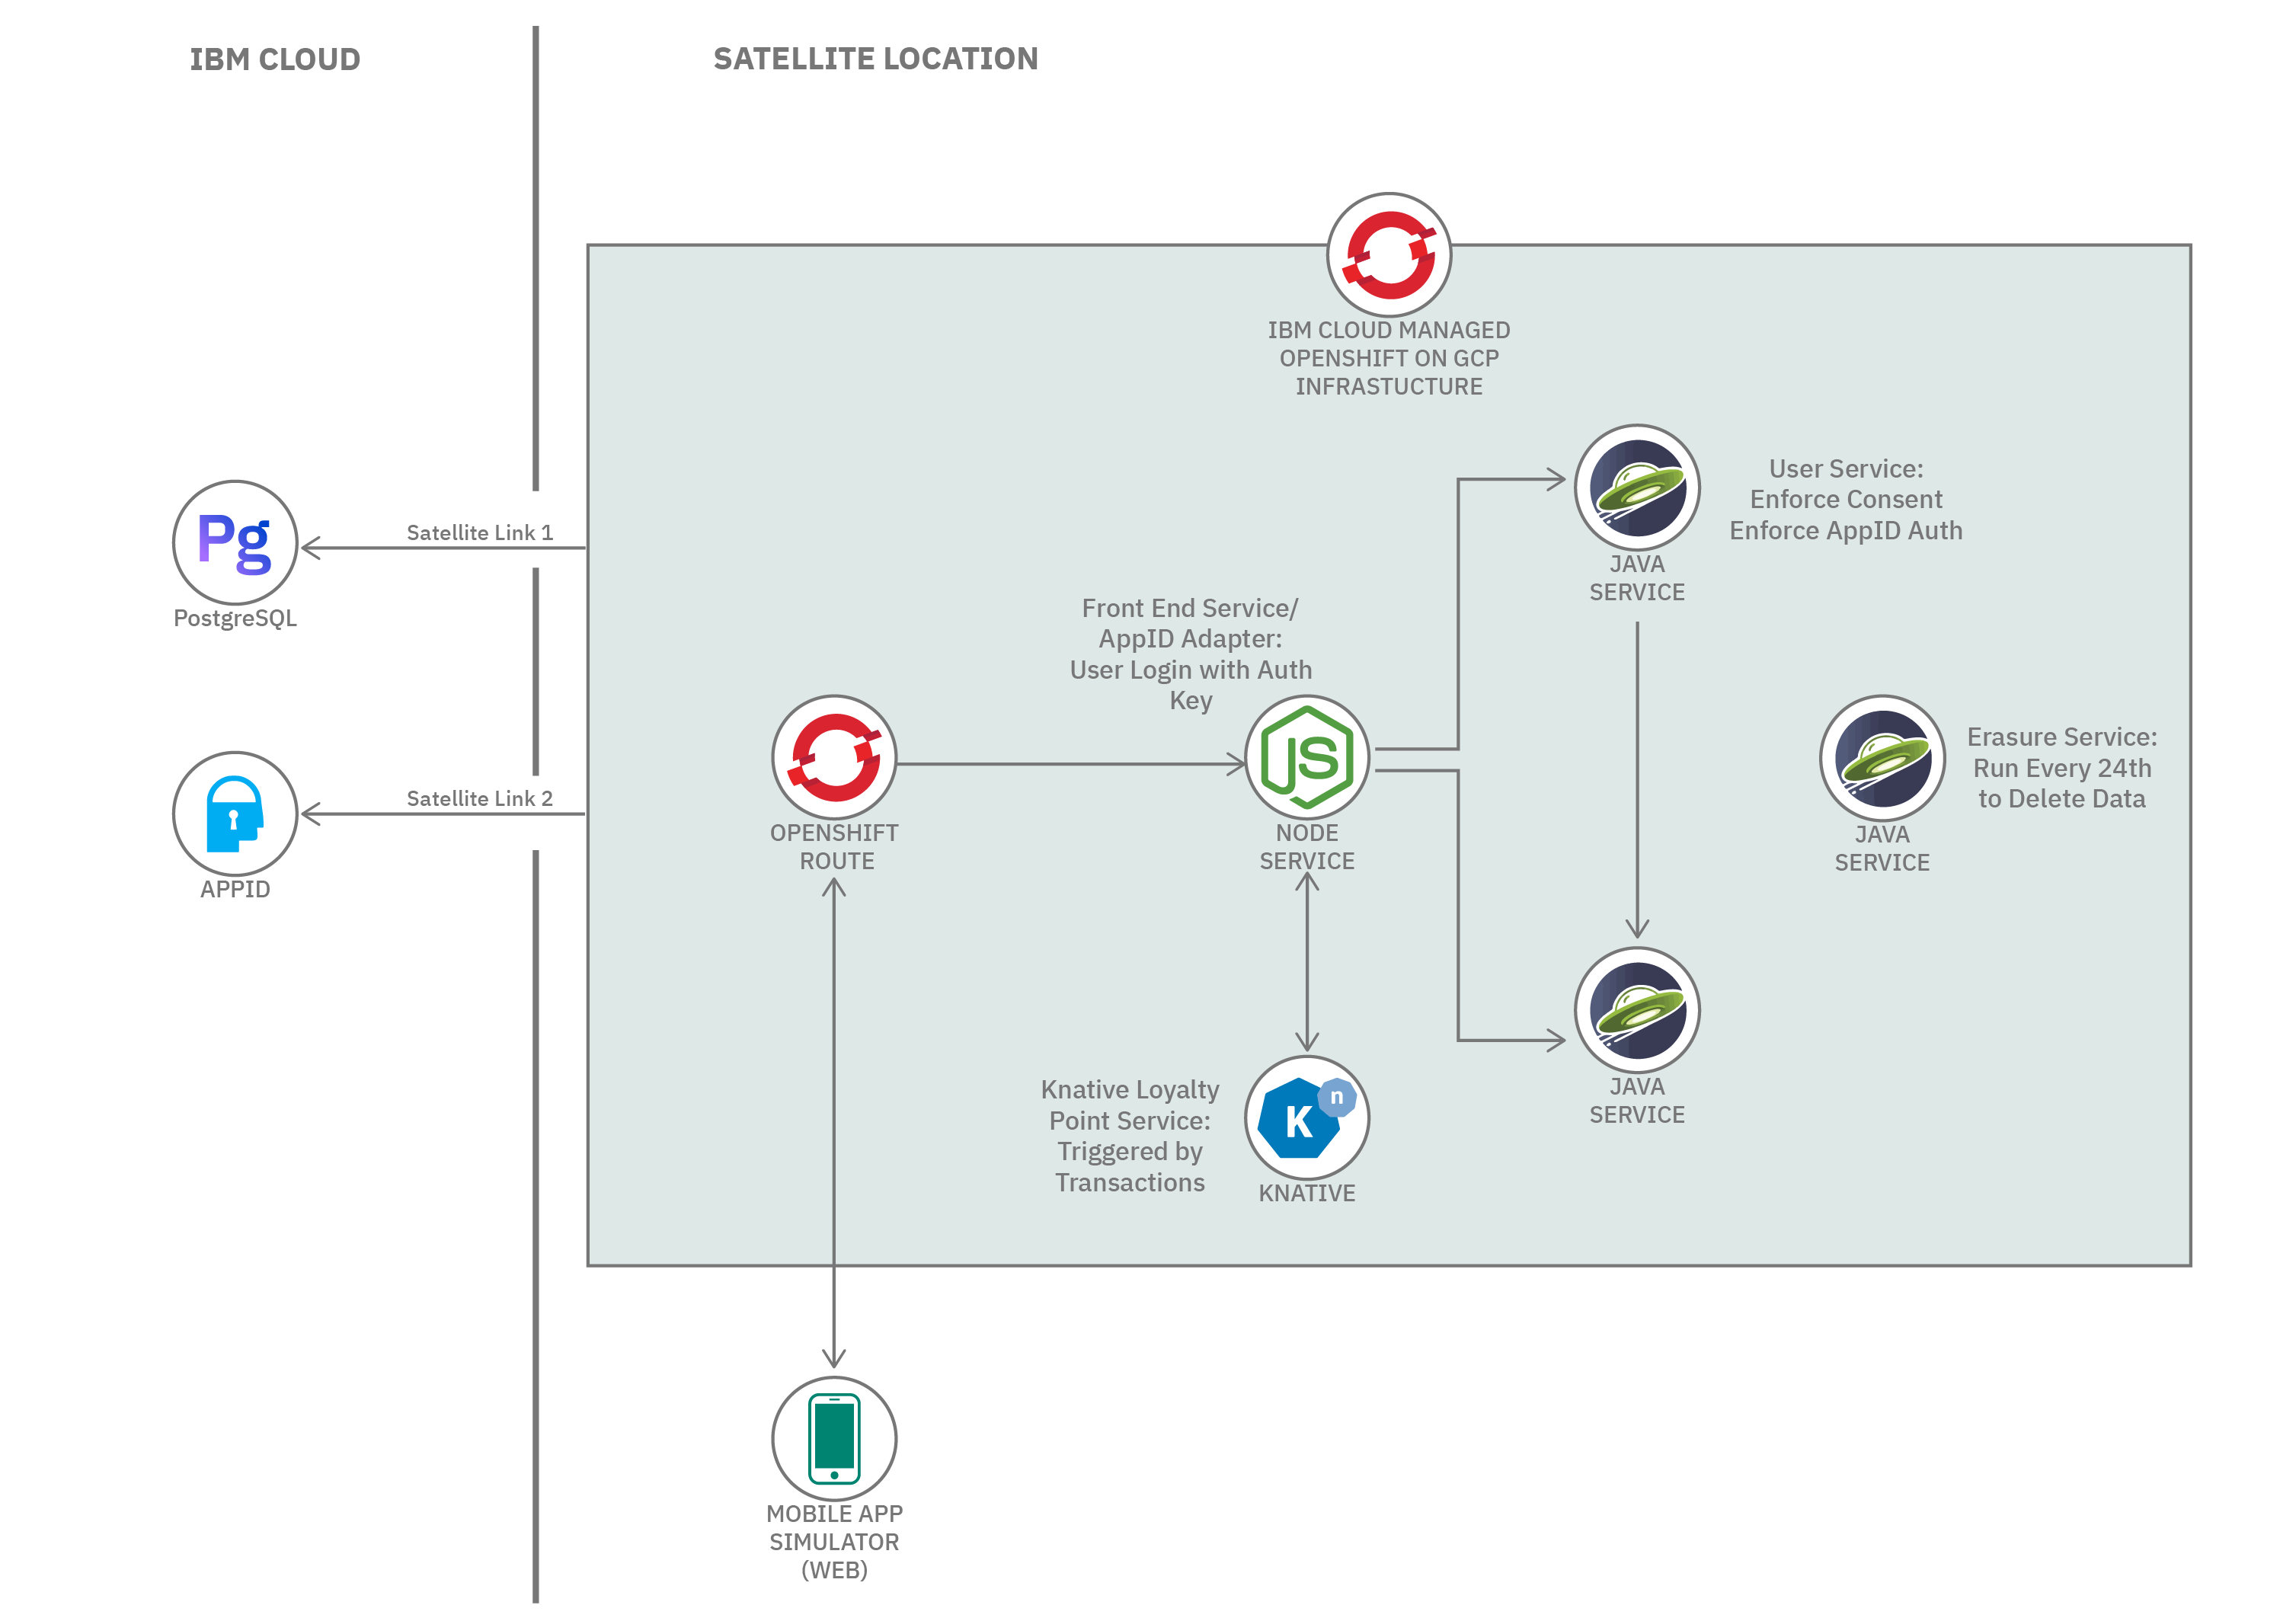 IBM CLOUD
SATELLITE LOCATION
IBM CLOUD MANAGED
OPENSHIFT ON GCP
INFRASTUCTURE
User Service:
Enforce Consent
Enforce AppID Auth
JAVA
SERVICE
Satellite Link 1
Pg
PostgreSQL
Front End Service/
AppID Adapter:
User Login with Auth
Key
Satellite Link 2
APPID
OPENSHIFT
ROUTE
JS
NODE
SERVICE
Erasure Service:
Run Every 24th
to Delete Data
JAVA
SERVICE
Knative Loyalty
Point Service:
Triggered by
Transactions
K n
KNATIVE
JAVA
SERVICE
MOBILE APP
SIMULATOR
(WEB)